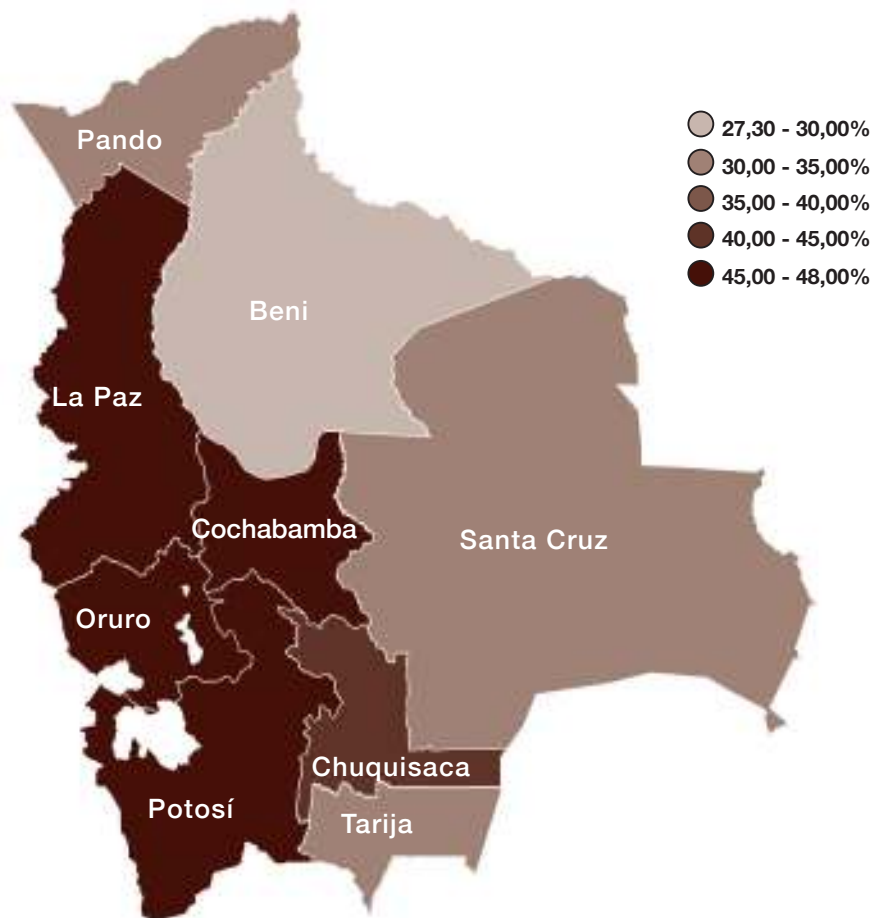 Pando
27,30 - 30,00%
30,00 - 35,00%
35,00 - 40,00%
40,00 - 45,00%
45,00 - 48,00%
Beni
La Paz
Cochabamba
Santa Cruz
Oruro
Chuquisaca
Potosí
Tarija